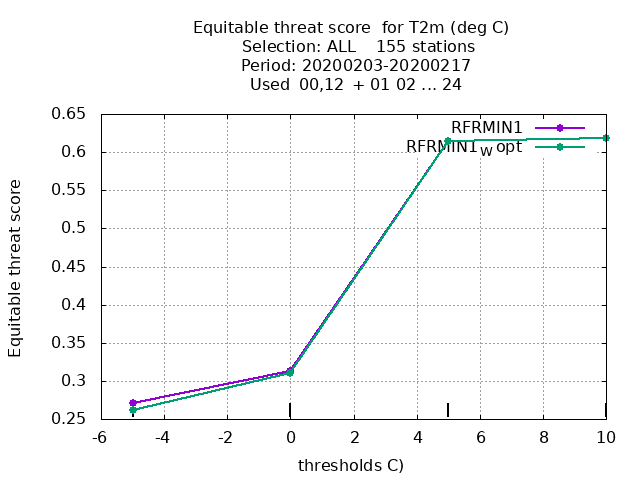 Equitable threat score  for T2m (deg C)
Selection: ALL    155 stations
Period: 20200203-20200217
Used  00,12  + 01 02 ... 24
0.65
0.6
0.55
0.5
0.45
0.4
0.35
0.3
0.25
Equitable threat score
RFRMIN1
RFRMIN1W opt
-6 -4 -2 0 2 4 6 8 10
thresholds C)